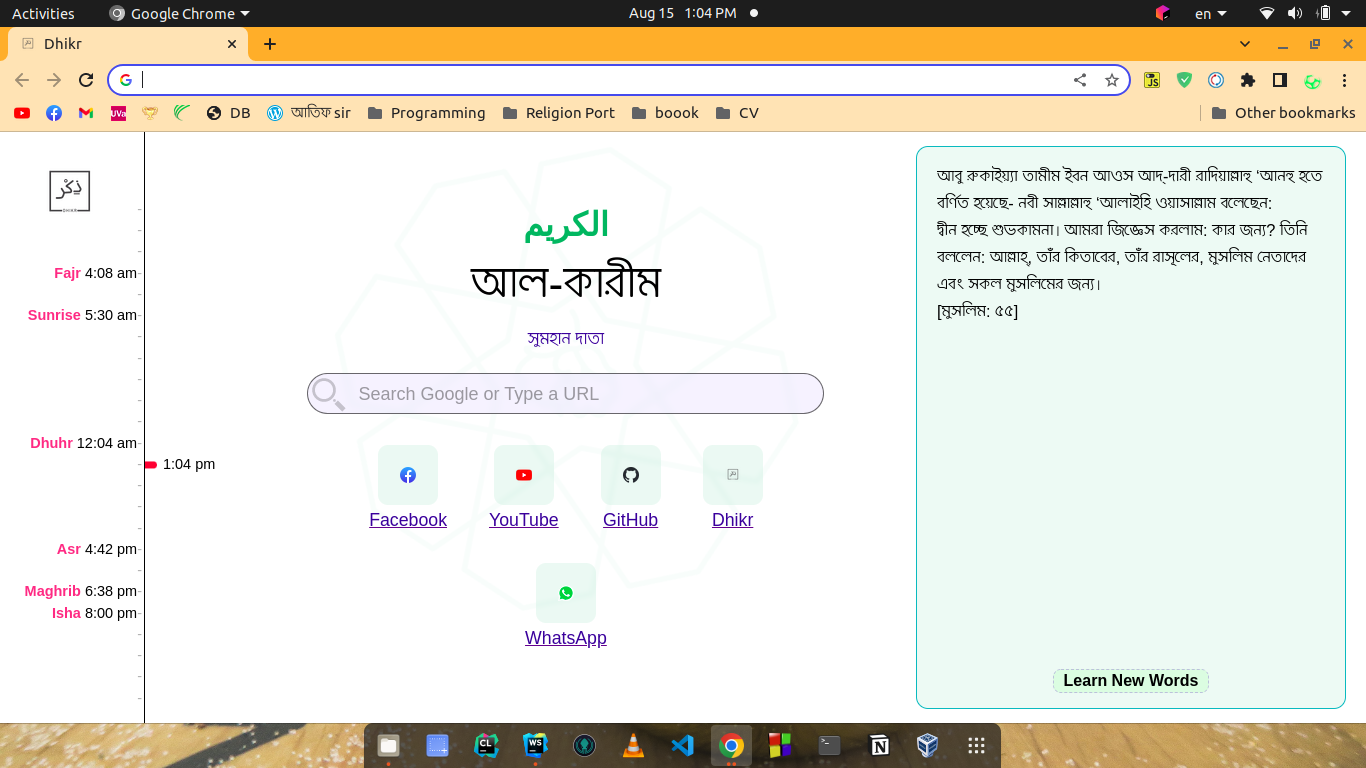 Activities
Google Chrome
Aug 15 1:04 PM
en
Dhikr
DB
আতিফ sir
Programming
Religion Port
boook
CV
Other bookmarks
ذِكْر
DHIKR
Fajr 4:08 am
Sunrise 5:30 am
Dhuhr 12:04 am
1:04 pm
Asr 4:42 pm
Maghrib 6:38 pm
Isha 8:00 pm
الكريم
আল-কারীম
সুমহান দাতা
Search Google or Type a URL
Facebook
YouTube
GitHub
Dhikr
WhatsApp
আবু রুকাইয়্যা তামীম ইবন আওস আদ্-দারী রাদিয়াল্লাহু ‘আনহু হতে
বর্ণিত হয়েছে- নবী সাল্লাল্লাহু ‘আলাইহি ওয়াসাল্লাম বলেছেন:
দ্বীন হচ্ছে শুভকামনা। আমরা জিজ্ঞেস করলাম: কার জন্য? তিনি
বললেন: আল্লাহ্, তাঁর কিতাবের, তাঁর রাসূলের, মুসলিম নেতাদের
এবং সকল মুসলিমের জন্য।
[মুসলিম: ৫৫]
Learn New Words